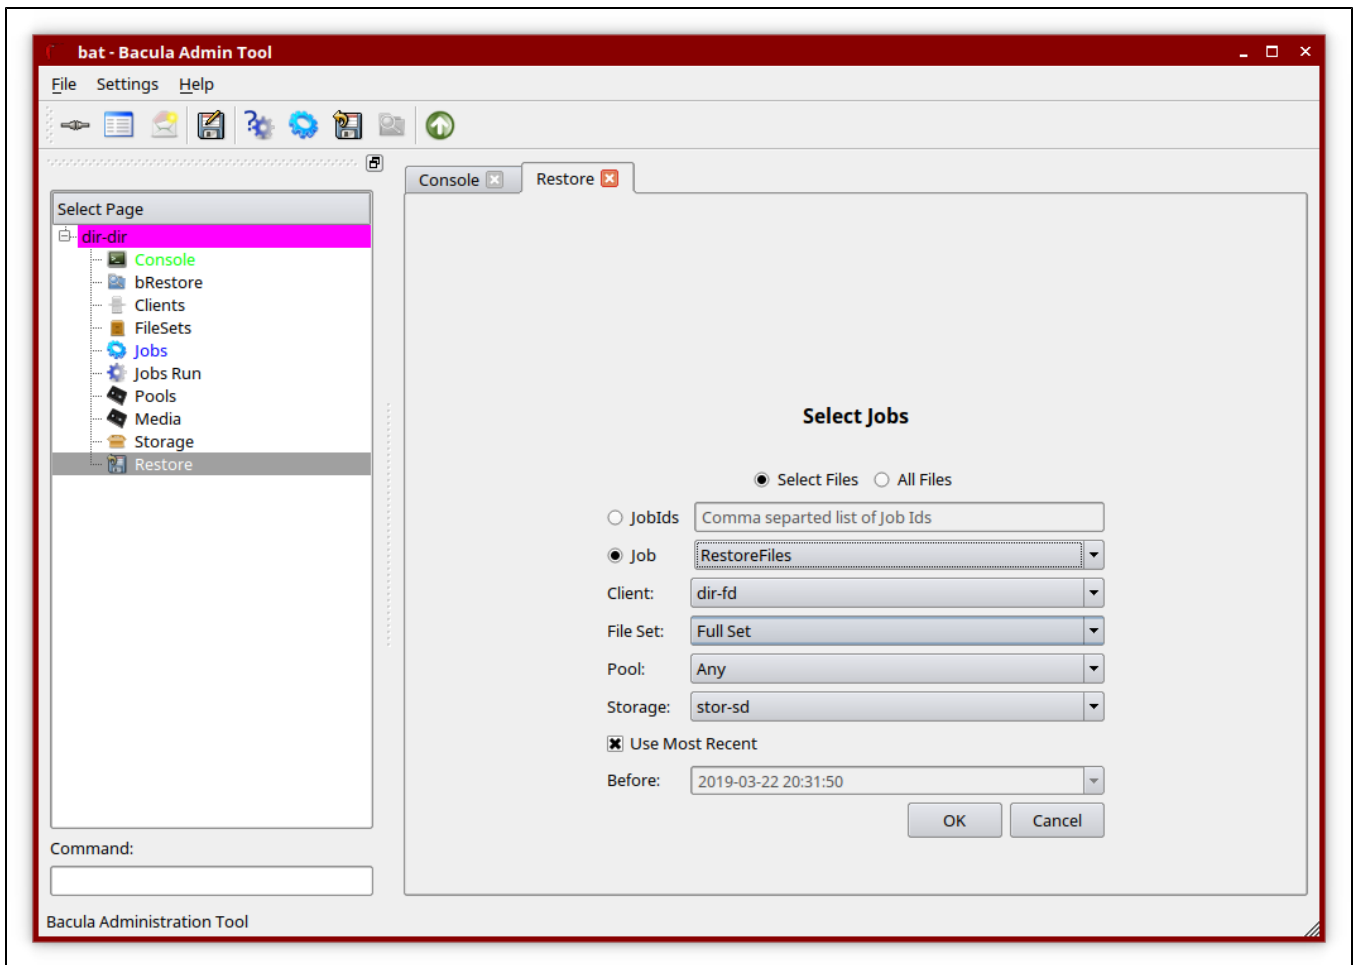 bat - Bacula Admin Tool
File Settings Help
Console Restore
Select Page
dir-dir
Console
bRestore
Clients
FileSets
Jobs
Jobs Run
Pools
Media
Storage
Restore
Select Jobs
Select Files All Files
JobIds Comma separted list of Job Ids
Job RestoreFiles
Client: dir-fd
File Set: Full Set
Pool: Any
Storage: stor-sd
Use Most Recent
Before: 2019-03-22 20:31:50
OK Cancel
Command:
Bacula Administration Tool